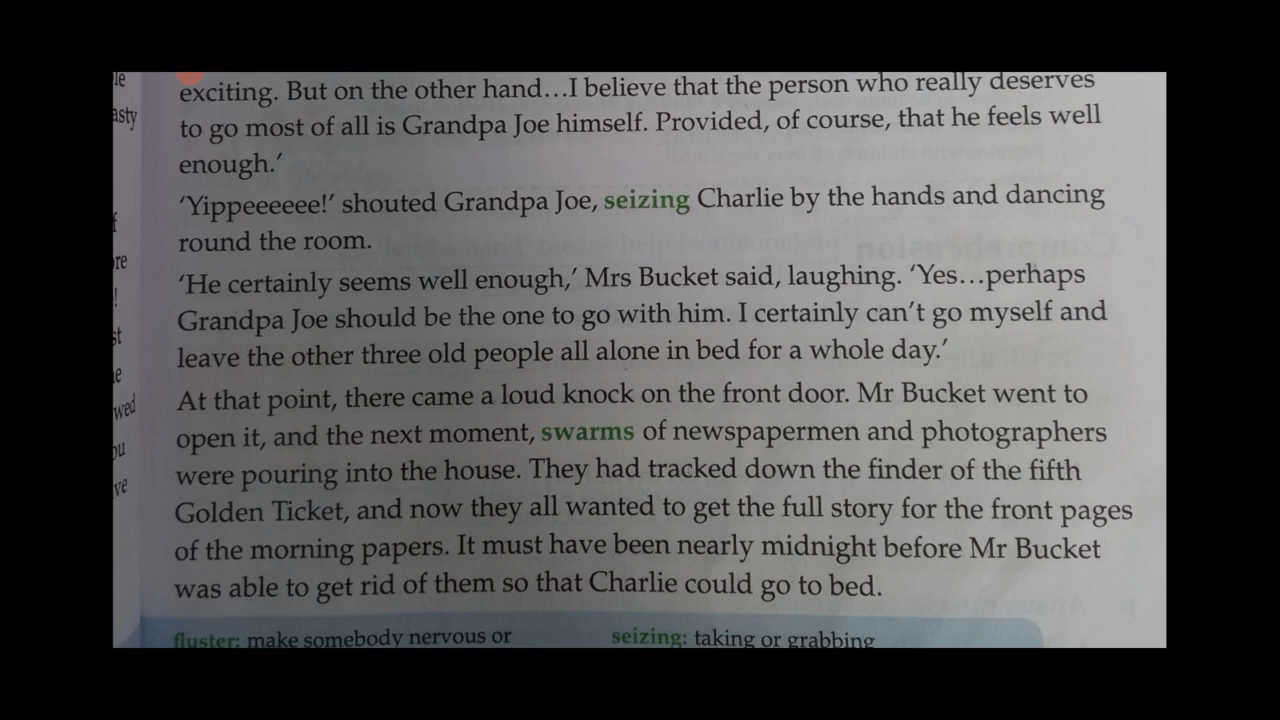 le
asty
f
ore
!
st
e
wed
ou
ve
exciting. But on the other hand...I believe that the person who really deserves
to go most of all is Grandpa Joe himself. Provided, of course, that he feels well
enough.’
‘Yippeeeeee!’ shouted Grandpa Joe, seizing Charlie by the hands and dancing
round the room.
‘He certainly seems well enough,’ Mrs Bucket said, laughing. ‘Yes...perhaps
Grandpa Joe should be the one to go with him. I certainly can’t go myself and
leave the other three old people all alone in bed for a whole day.’
At that point, there came a loud knock on the front door. Mr Bucket went to
open it, and the next moment, swarms of newspapermen and photographers
were pouring into the house. They had tracked down the finder of the fifth
Golden Ticket, and now they all wanted to get the full story for the front pages
of the morning papers. It must have been nearly midnight before Mr Bucket
was able to get rid of them so that Charlie could go to bed.
fluster: make somebody nervous or
seizing: taking or grabbing